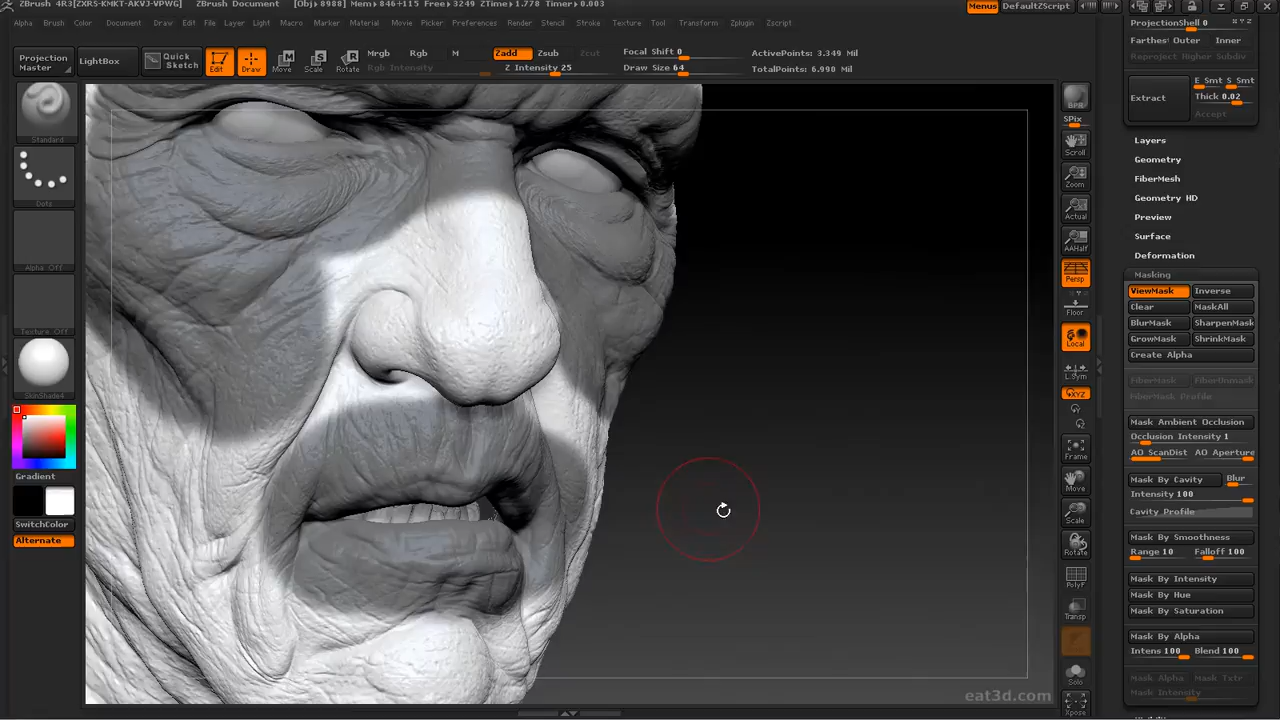 ZBrush 4R3[ZXRS-KMKT-AKVJ-VPWG] ZBrush Document [Obj> 8988] Mem>846+115 Free> 3249 ZTime> 1.778 Timer> 0.003 Menus DefaultZScript
Alpha Brush Color Document Draw Edit File Layer Light Macro Marker Material Movie Picker Preferences Render Stencil Stroke Texture Tool Transform Zplugin Zscript
Projection Master
LightBox
Quick Sketch
Edit
Draw
Move
Scale
Rotate
Mrgb Rgb M
Rgb Intensity
Zadd Zsub Zcut
Z Intensity 25
Focal Shift 0
Draw Size 64
ActivePoints: 3.349 Mil
TotalPoints: 6.990 Mil
Standard
Dots
Alpha Off
Texture Off
SkinShade4
Gradient
SwitchColor
Alternate
BPR
SPix
Scroll
Zoom
Actual
AAHalf
Persp
Floor
Local
L.Sym
XYZ
Frame
Move
Scale
Rotate
PolyF
Transp
Solo
Xpose
ProjectionShell 0
Farthes Outer Inner
Reproject Higher Subdiv
Extract
E Smt S Smt
Thick 0.02
Accept
Layers
Geometry
FiberMesh
Geometry HD
Preview
Surface
Deformation
Masking
ViewMask Inverse
Clear MaskAll
BlurMask SharpenMask
GrowMask ShrinkMask
Create Alpha
FiberMask FiberUnmask
FiberMask Profile
Mask Ambient Occlusion
Occlusion Intensity 1
AO ScanDist AO Aperture
Mask By Cavity Blur
Intensity 100
Cavity Profile
Mask By Smoothness
Range 10 Falloff 100
Mask By Intensity
Mask By Hue
Mask By Saturation
Mask By Alpha
Intens 100 Blend 100
Mask Alpha Mask Txtr
Mask Intensity
eat3d.com